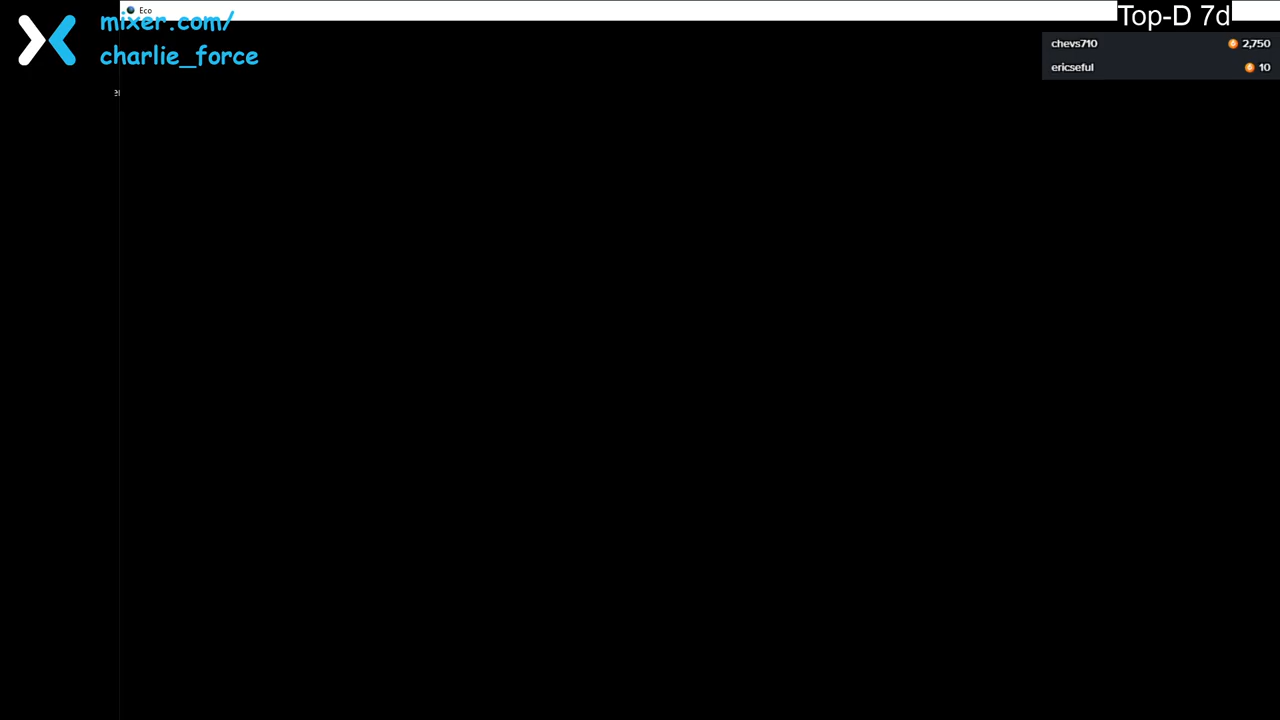 Eco
mixer.com/
charlie_force
Top-D 7d
chevs710 2,750
ericseful 10